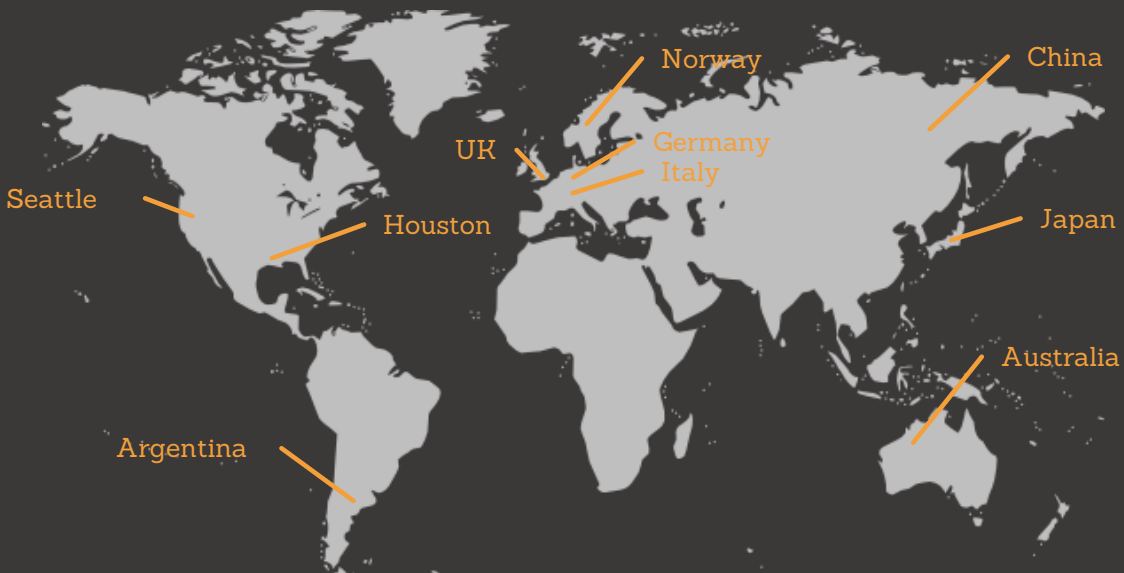 Norway
China
UK
Germany
Italy
Seattle
Houston
Japan
Australia
Argentina